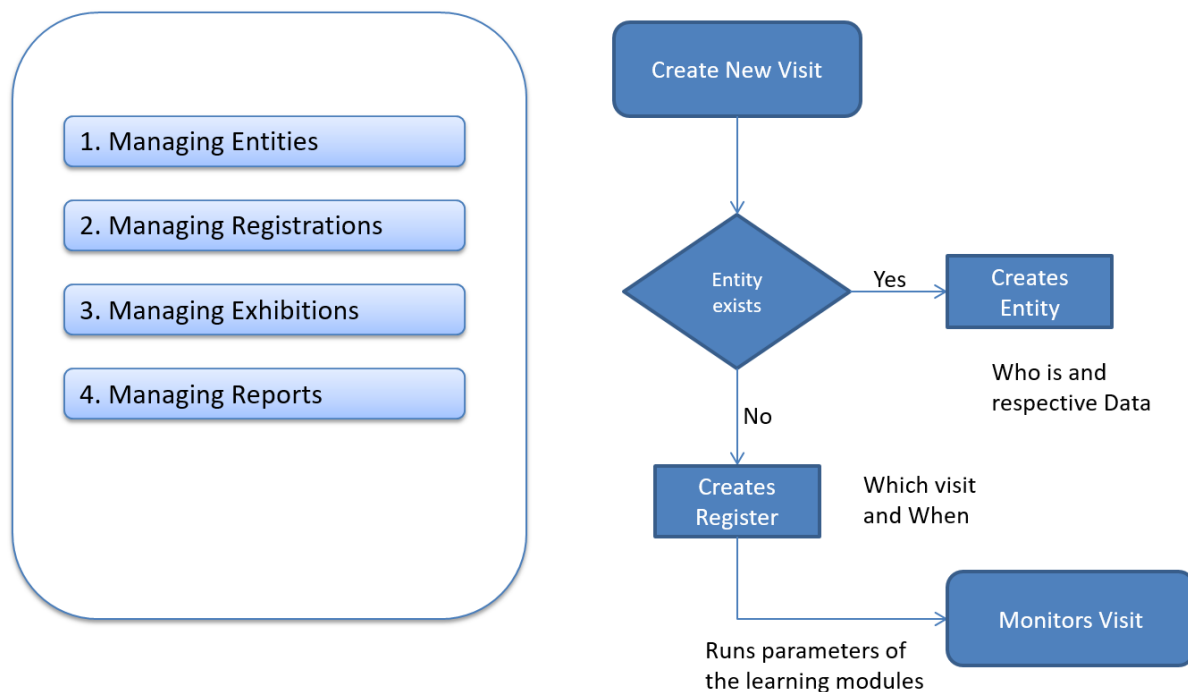 1. Managing Entities
2. Managing Registrations
3. Managing Exhibitions
4. Managing Reports
Create New Visit
Entity
exists
Yes
Creates
Entity
Who is and
respective Data
No
Creates
Register
Which visit
and When
Monitors Visit
Runs parameters of
the learning modules